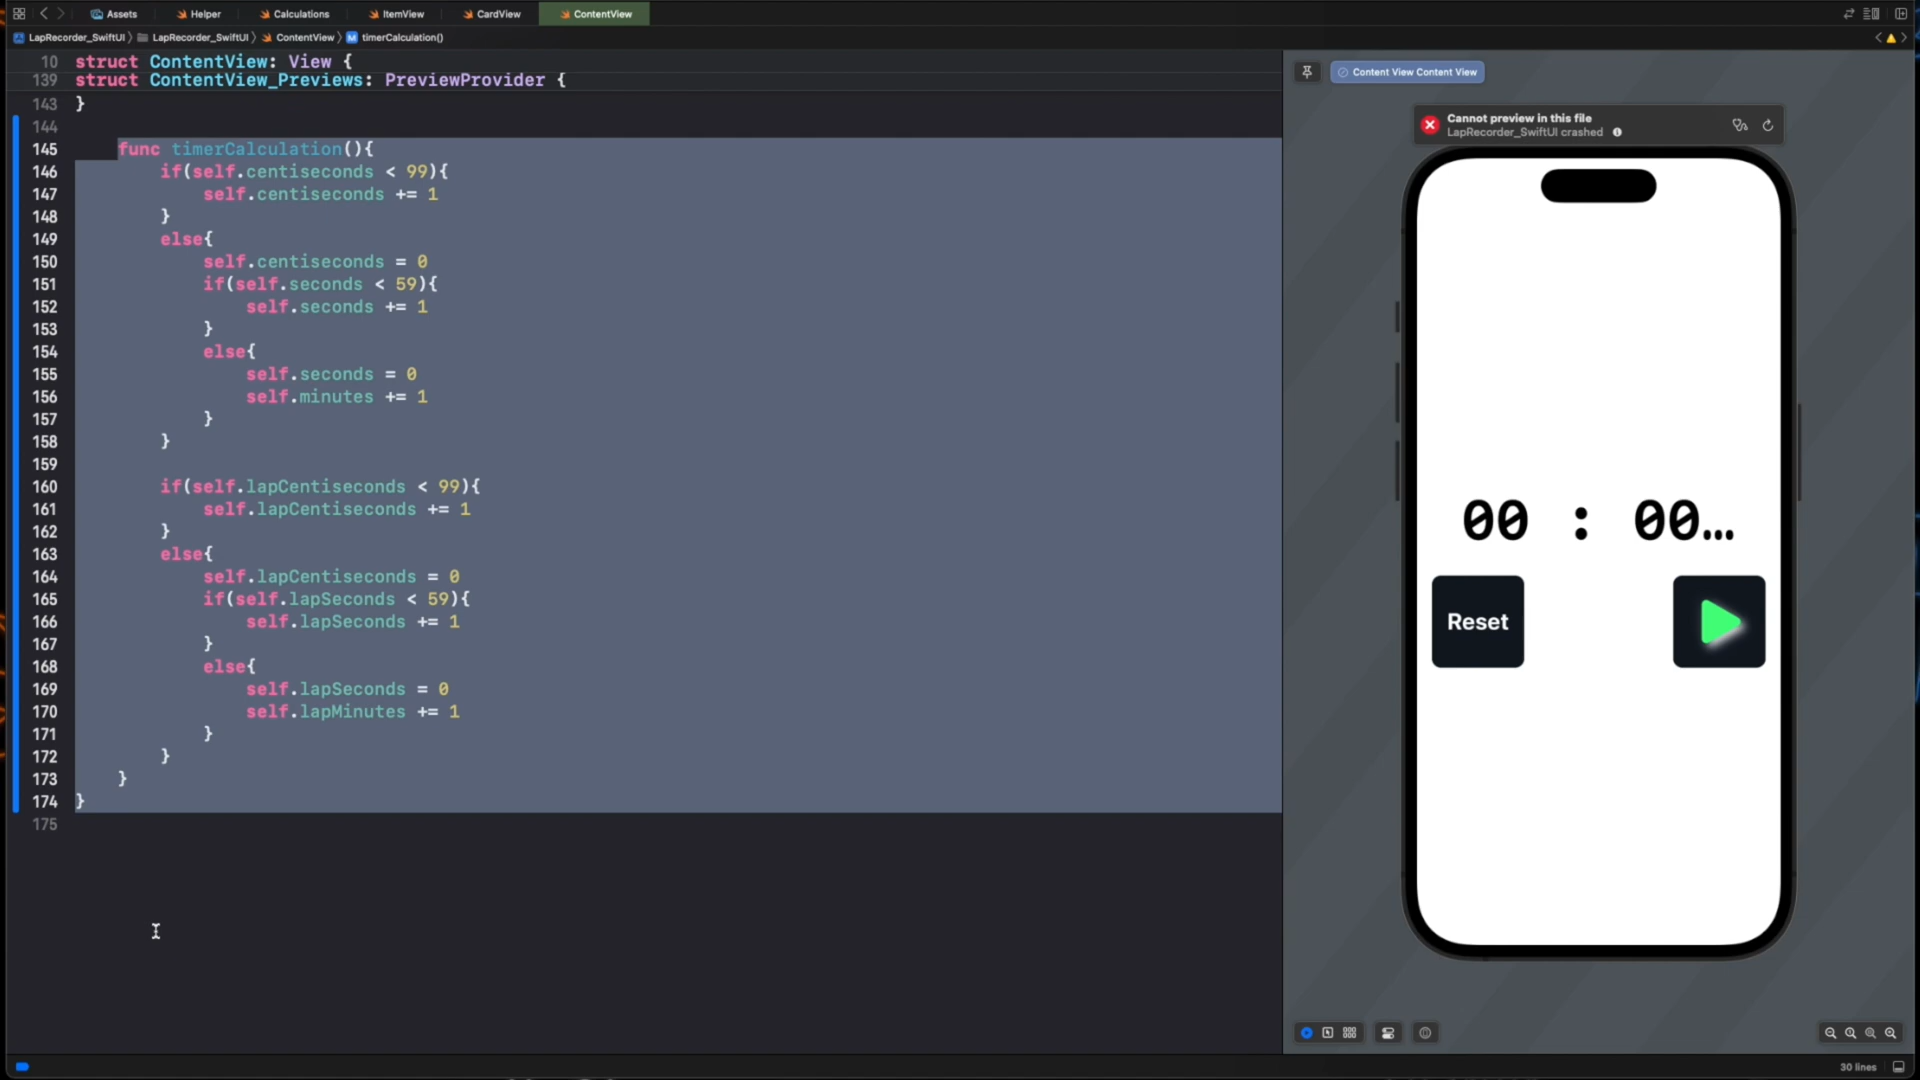 Assets
Helper
Calculations
ItemView
CardView
ContentView
LapRecorder_SwiftUI
LapRecorder_SwiftUI
ContentView
M
timerCalculation()
10 struct ContentView: View {
139 struct ContentView_Previews: PreviewProvider {
143 }
144
145 func timerCalculation(){
146 if(self.centiseconds < 99){
147 self.centiseconds += 1
148 }
149 else{
150 self.centiseconds = 0
151 if(self.seconds < 59){
152 self.seconds += 1
153 }
154 else{
155 self.seconds = 0
156 self.minutes += 1
157 }
158 }
159
160 if(self.lapCentiseconds < 99){
161 self.lapCentiseconds += 1
162 }
163 else{
164 self.lapCentiseconds = 0
165 if(self.lapSeconds < 59){
166 self.lapSeconds += 1
167 }
168 else{
169 self.lapSeconds = 0
170 self.lapMinutes += 1
171 }
172 }
173 }
174 }
175
Content View Content View
Cannot preview in this file
LapRecorder_SwiftUI crashed
00 : 00...
Reset
30 lines